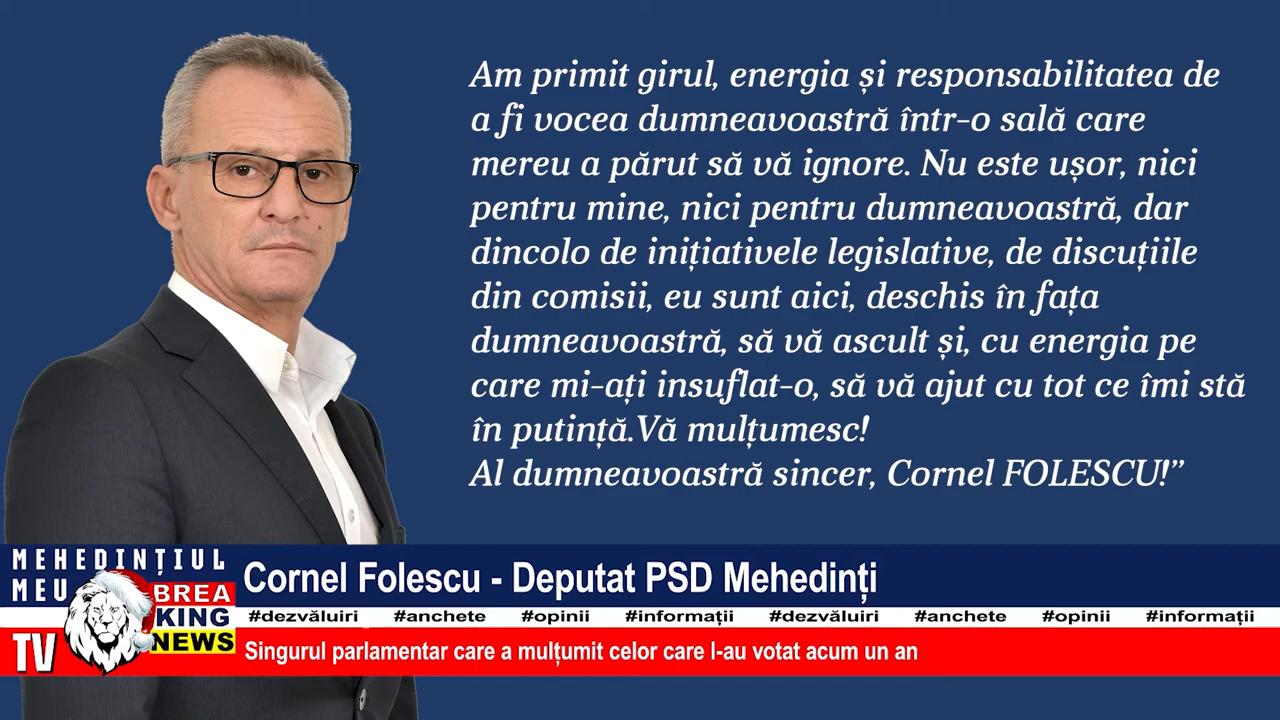 Am primit girul, energia și responsabilitatea de
a fi vocea dumneavoastră într-o sală care
mereu a părut să vă ignore. Nu este ușor, nici
pentru mine, nici pentru dumneavoastră, dar
dincolo de inițiativele legislative, de discuțiile
din comisii, eu sunt aici, deschis în fața
dumneavoastră, să vă ascult și, cu energia pe
care mi-ați insuflat-o, să vă ajut cu tot ce îmi stă
în putință.Vă mulțumesc!
Al dumneavoastră sincer, Cornel FOLESCU!”
MEHEDINȚIUL
MEU
TV
BREA
KING
NEWS
Cornel Folescu - Deputat PSD Mehedinți
#dezvăluiri #anchete #opinii #informații #dezvăluiri #anchete #opinii #informații
Singurul parlamentar care a mulțumit celor care l-au votat acum un an